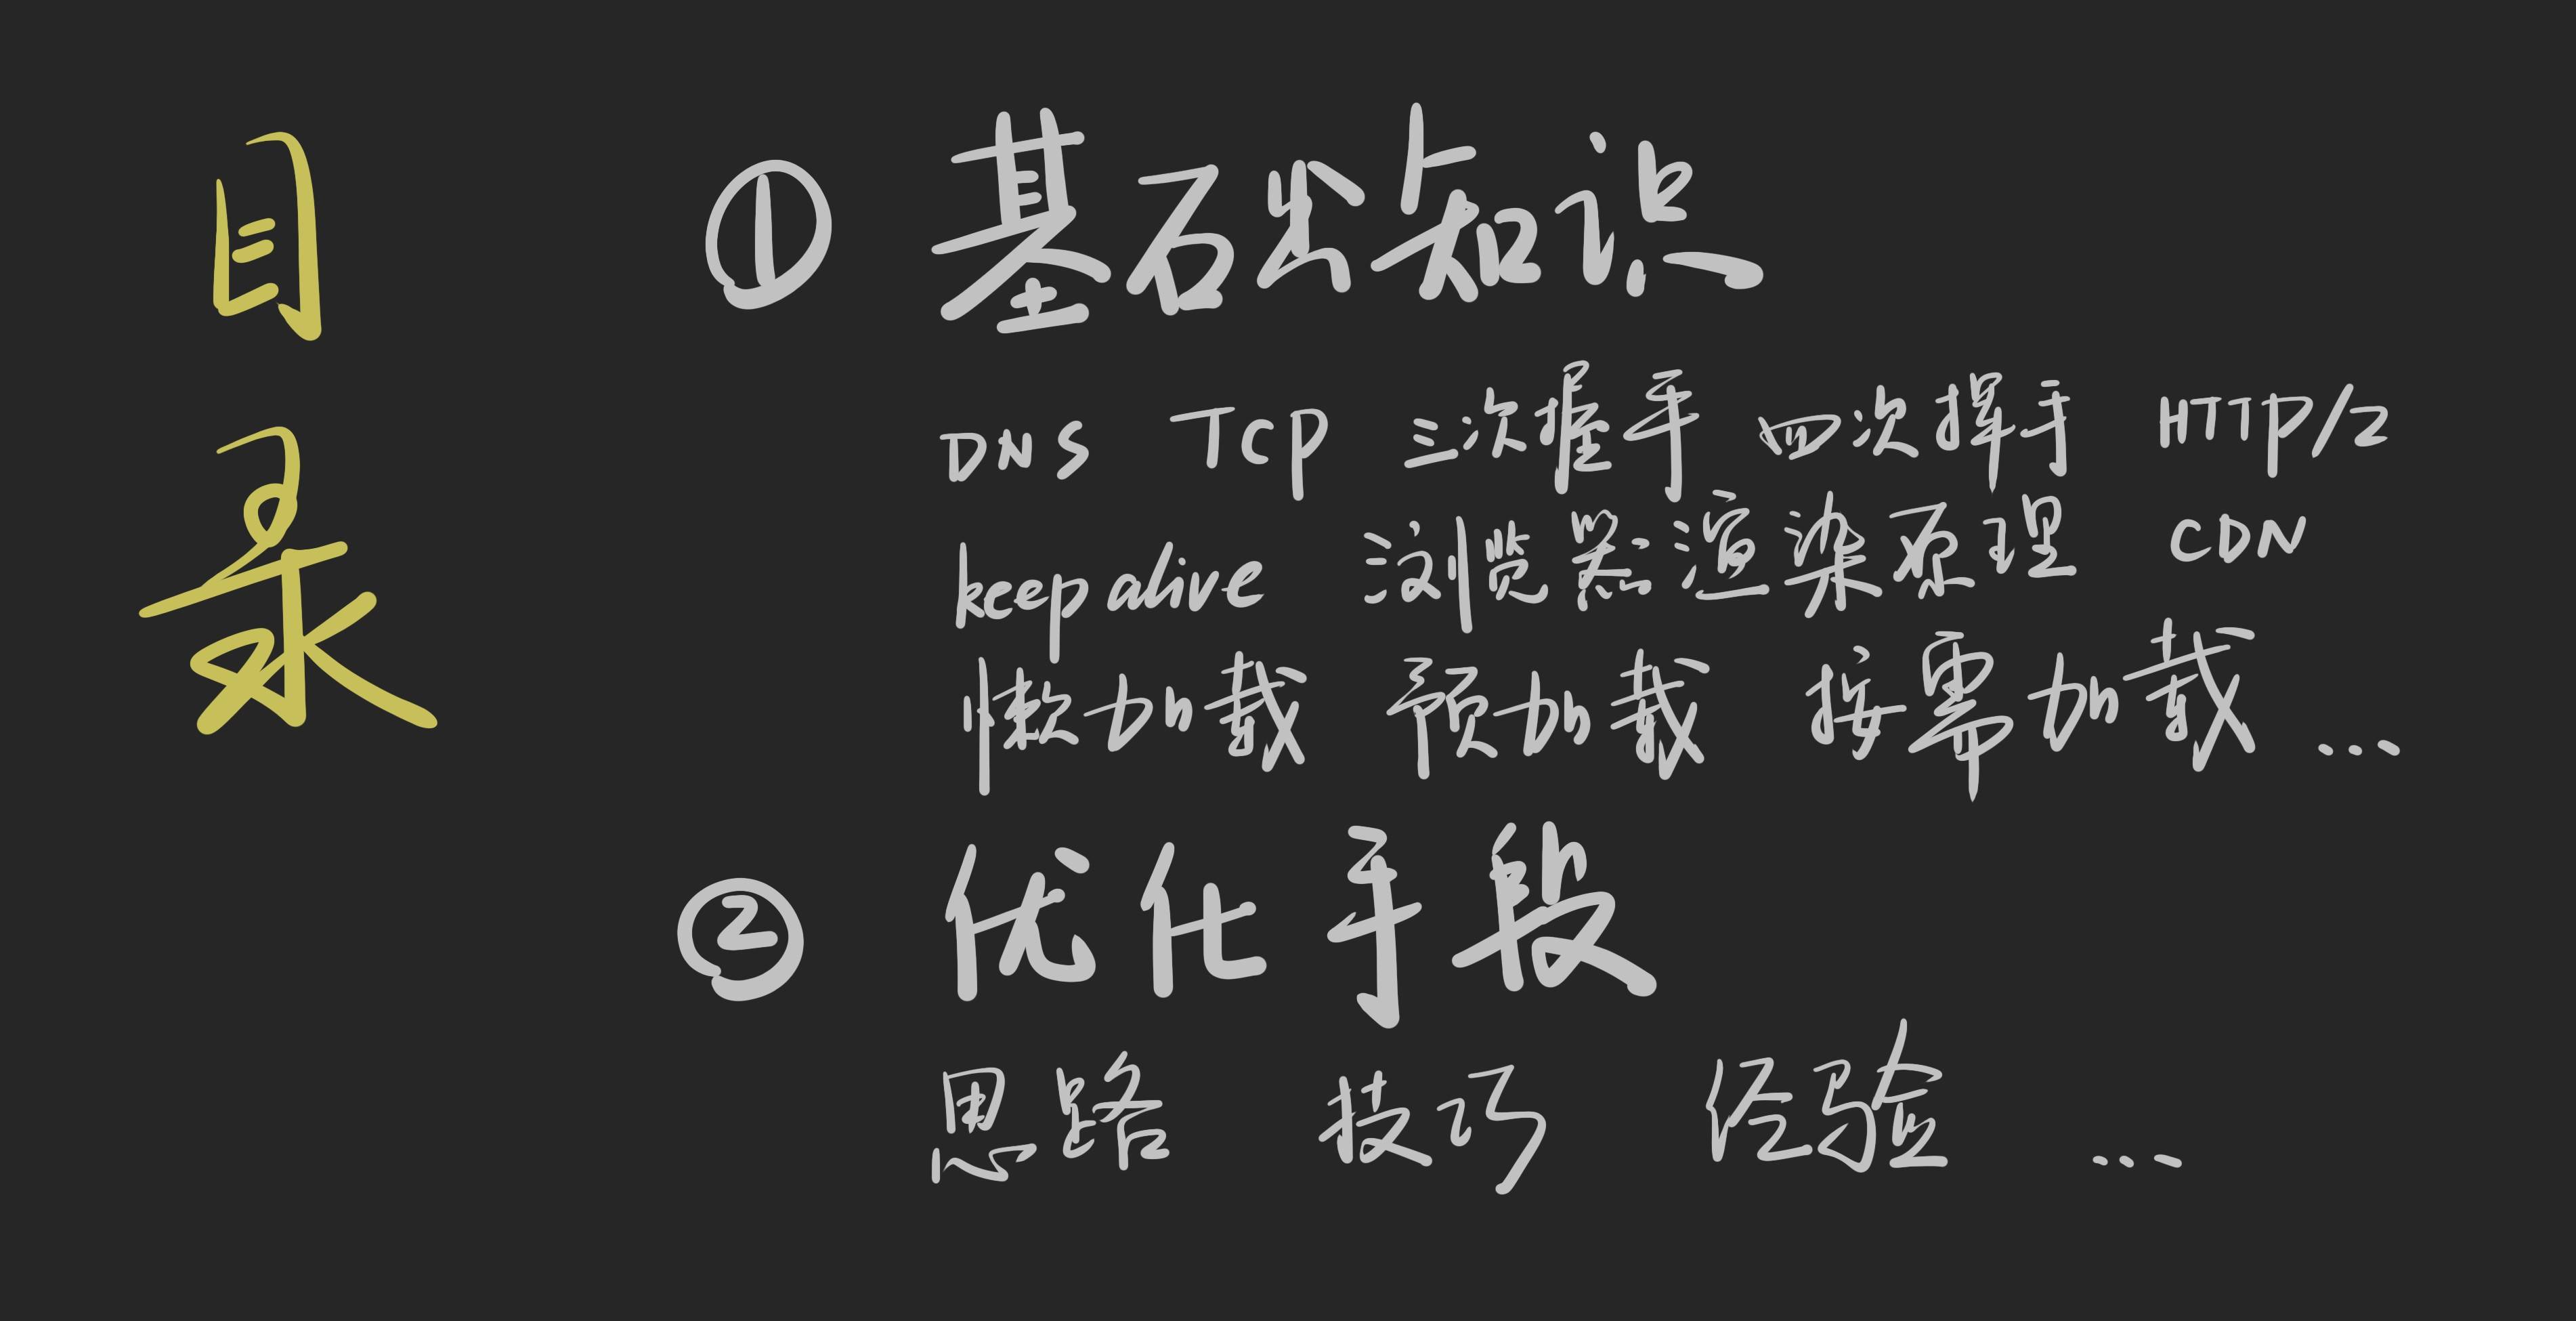 目录
① 基础知识
DNS TCP 三次握手 四次挥手 HTTP/2
keepalive 浏览器渲染原理 CDN
懒加载 预加载 按需加载 ...
② 优化手段
思路 技巧 经验 ...